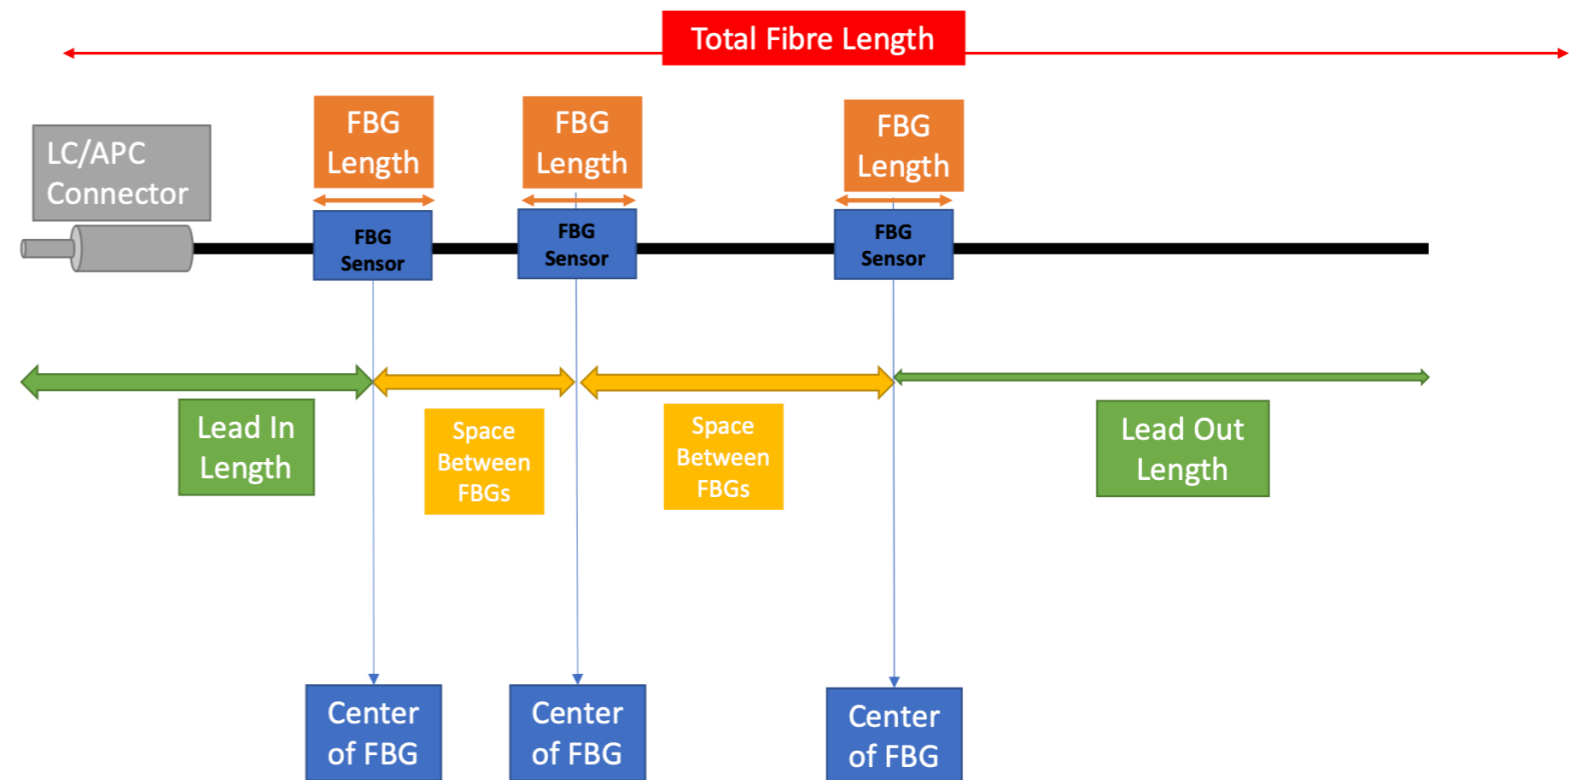 Total Fibre Length
LC/APC
Connector
FBG
Length
FBG
Length
FBG
Length
FBG
Sensor
FBG
Sensor
FBG
Sensor
Lead In
Length
Space
Between
FBGs
Space
Between
FBGs
Lead Out
Length
Center
of FBG
Center
of FBG
Center
of FBG